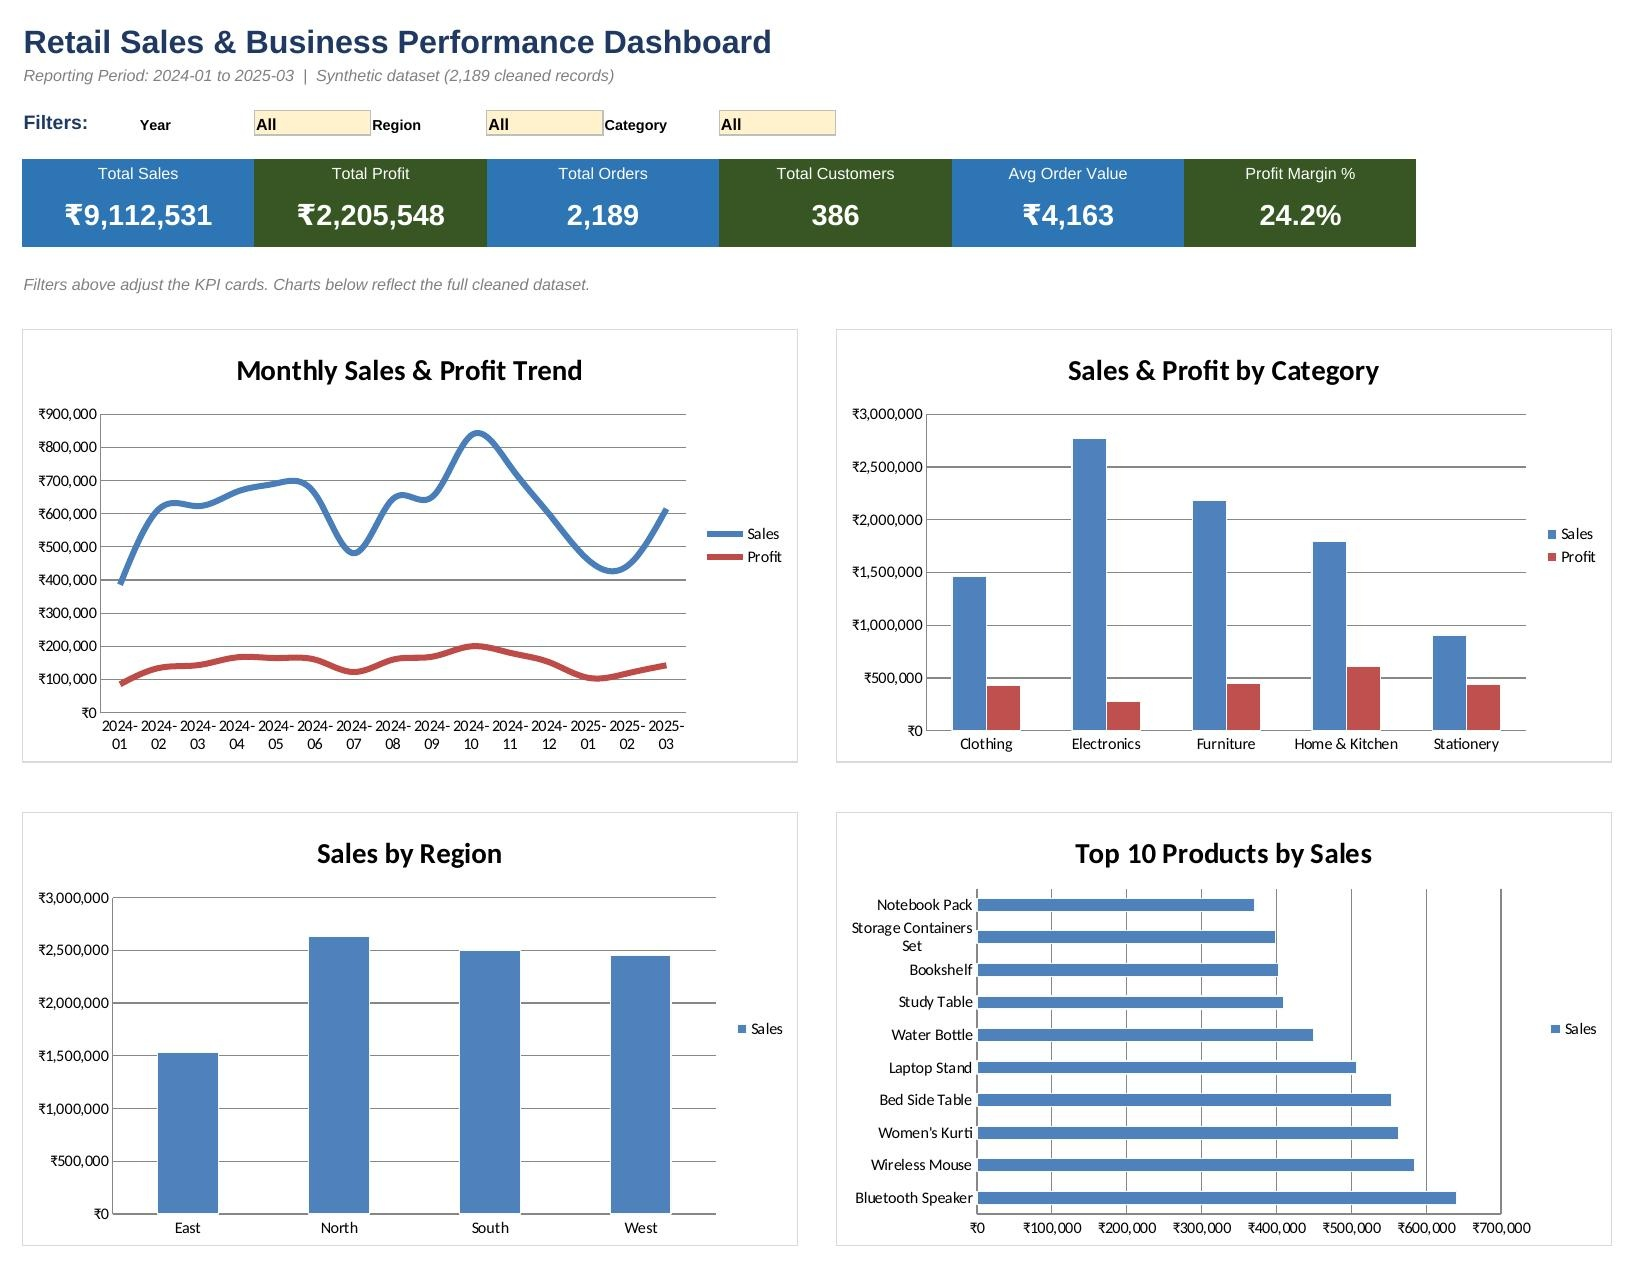 Retail Sales & Business Performance Dashboard
Reporting Period: 2024-01 to 2025-03 | Synthetic dataset (2,189 cleaned records)
Filters: Year All Region All Category All
Total Sales Total Profit Total Orders Total Customers Avg Order Value Profit Margin %
₹9,112,531 ₹2,205,548 2,189 386 ₹4,163 24.2%
Filters above adjust the KPI cards. Charts below reflect the full cleaned dataset.
Monthly Sales & Profit Trend
₹900,000
₹800,000
₹700,000
₹600,000
₹500,000
₹400,000
₹300,000
₹200,000
₹100,000
₹0
2024- 2024- 2024- 2024- 2024- 2024- 2024- 2024- 2024- 2024- 2024- 2024- 2025- 2025- 2025-
01 02 03 04 05 06 07 08 09 10 11 12 01 02 03
Sales
Profit
Sales & Profit by Category
₹3,000,000
₹2,500,000
₹2,000,000
₹1,500,000
₹1,000,000
₹500,000
₹0
Clothing Electronics Furniture Home & Kitchen Stationery
Sales
Profit
Sales by Region
₹3,000,000
₹2,500,000
₹2,000,000
₹1,500,000
₹1,000,000
₹500,000
₹0
East North South West
Sales
Top 10 Products by Sales
Notebook Pack
Storage Containers
Set
Bookshelf
Study Table
Water Bottle
Laptop Stand
Bed Side Table
Women's Kurti
Wireless Mouse
Bluetooth Speaker
₹0 ₹100,000 ₹200,000 ₹300,000 ₹400,000 ₹500,000 ₹600,000 ₹700,000
Sales